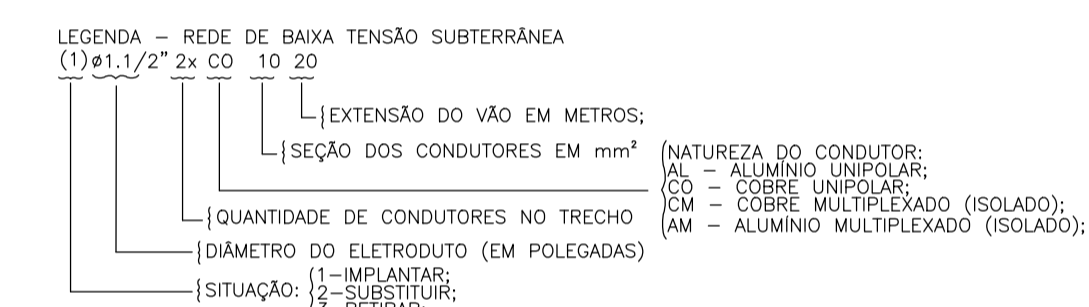 LEGENDA – REDE DE BAIXA TENSÃO SUBTERRÂNEA
(1)ø1.1/2" 2x CO 10 20
EXTENSÃO DO VÃO EM METROS;
SEÇÃO DOS CONDUTORES EM mm²
NATUREZA DO CONDUTOR:
AL – ALUMÍNIO UNIPOLAR;
CO – COBRE UNIPOLAR;
CM – COBRE MULTIPLEXADO (ISOLADO);
AM – ALUMÍNIO MULTIPLEXADO (ISOLADO);
QUANTIDADE DE CONDUTORES NO TRECHO
DIÂMETRO DO ELETRODUTO (EM POLEGADAS)
SITUAÇÃO:
1–IMPLANTAR;
2–SUBSTITUIR;